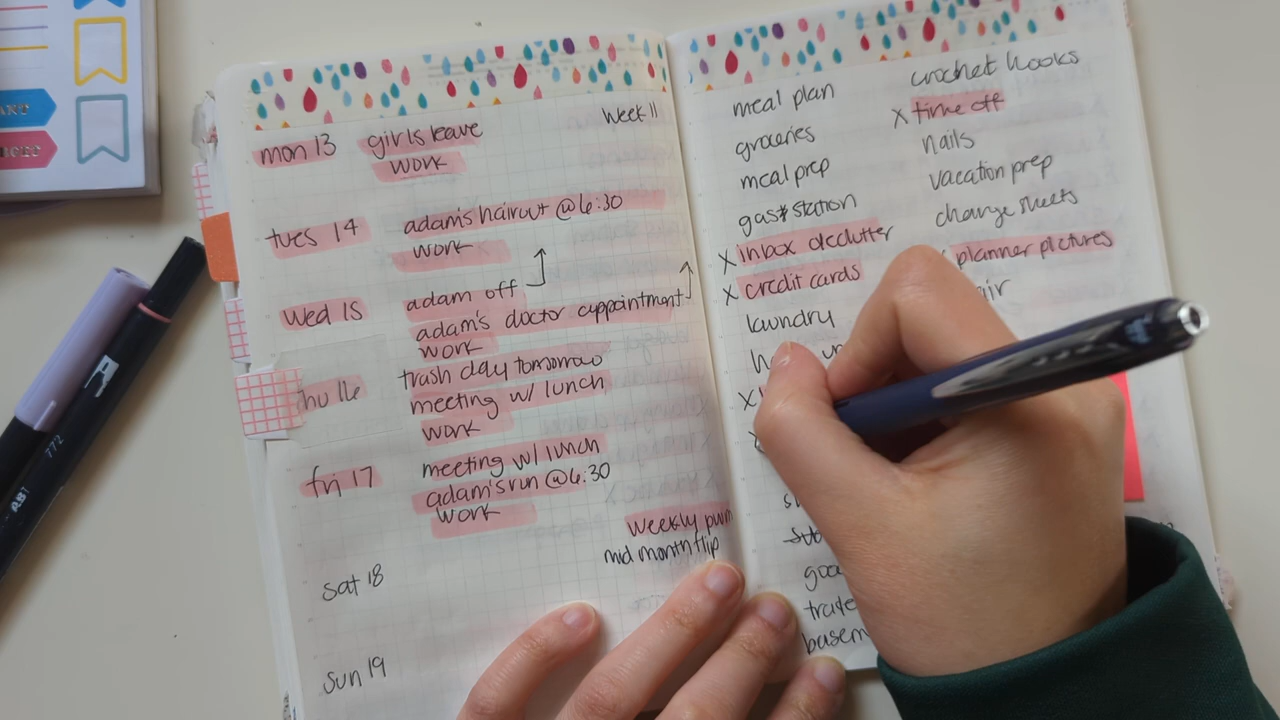 week 11
mon 13
girls leave
work
tues 14
adam's haircut @ 6:30
work
wed 15
adam off
adam's doctor appointment
work
thu 16
trash day tomorrow
meeting w/ lunch
work
fri 17
meeting w/ lunch
adam's run @ 6:30
work
sat 18
weekly
mid month flip
sun 19
meal plan
groceries
meal prep
gas station
x inbox declutter
x credit cards
laundry
x
trade
crochet hooks
x time off
nails
vacation prep
change sheets
planner pictures
772
ABT